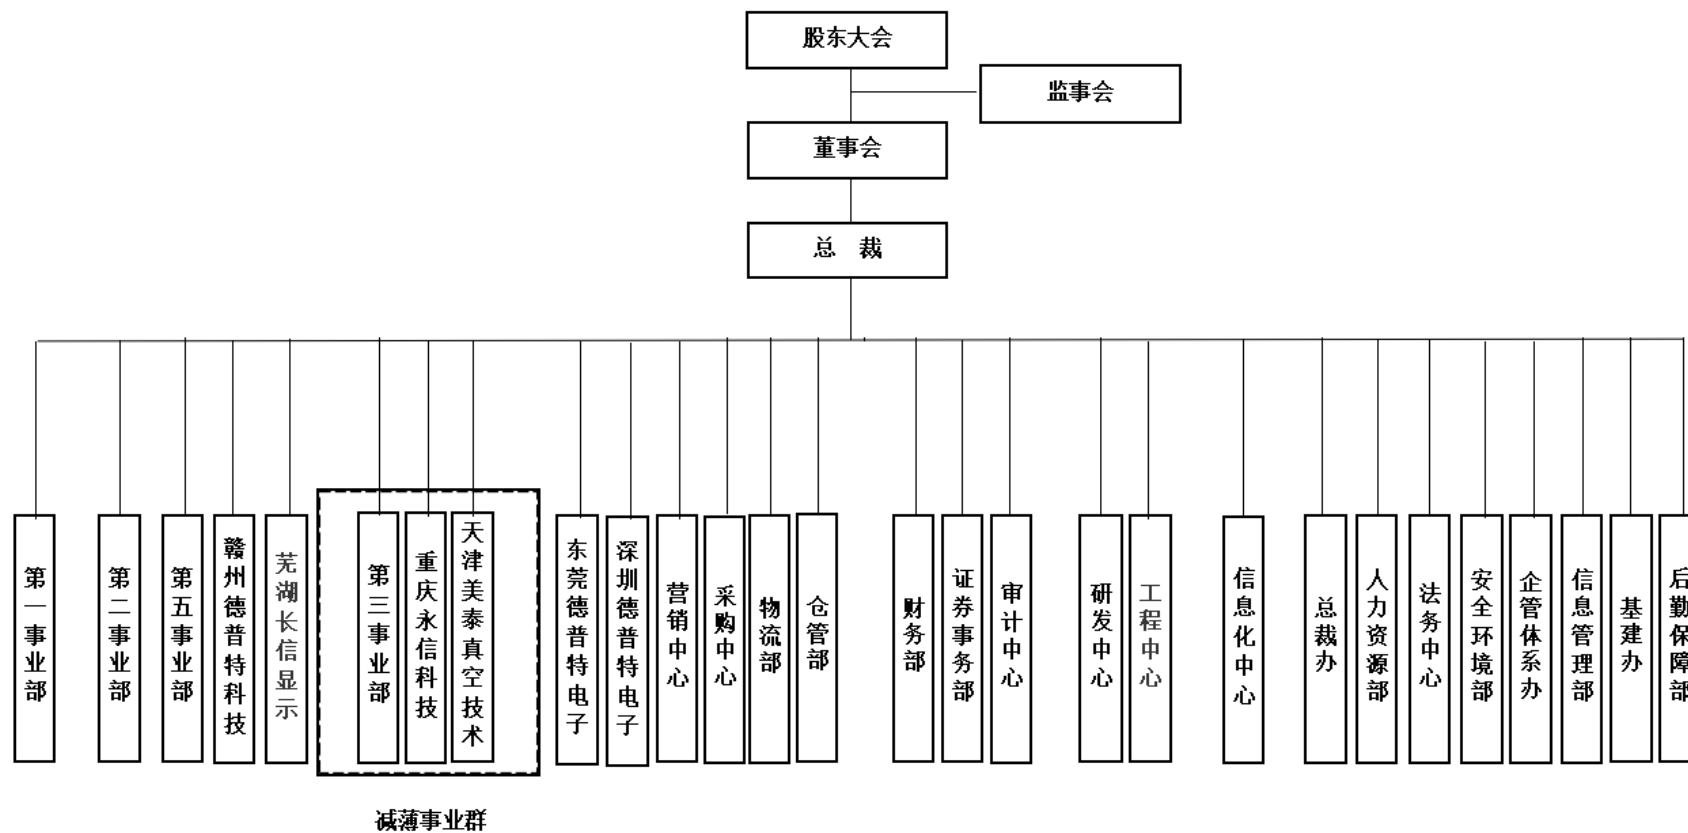 股东大会
监事会
董事会
总 裁
第一事业部
第二事业部
第五事业部
赣州德普特科技
芜湖长信显示
第三事业部
重庆永信科技
天津美泰真空技术
东莞德普特电子
深圳德普特电子
营销中心
采购中心
物流部
仓管部
财务部
证券事务部
审计中心
研发中心
工程中心
信息化中心
总裁办
人力资源部
法务中心
安全环境部
企管体系办
信息管理部
基建办
后勤保障部
减薄事业群